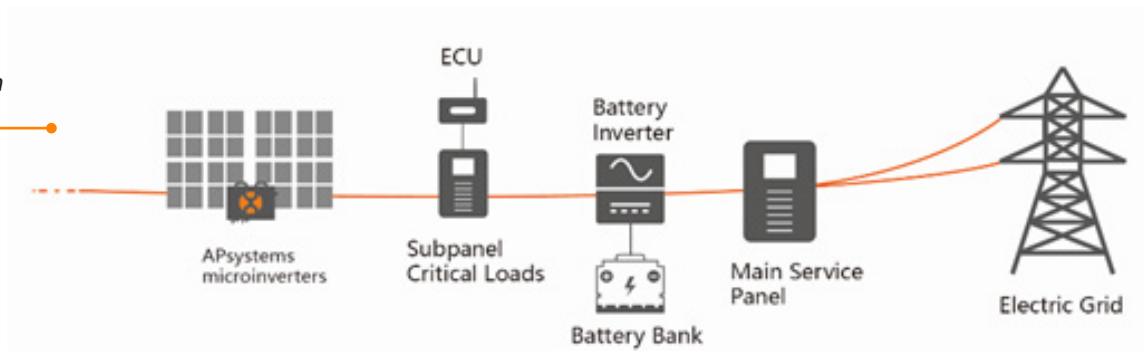 ECU
Battery
Inverter
APsystems
microinverters
Subpanel
Critical Loads
Battery Bank
Main Service
Panel
Electric Grid